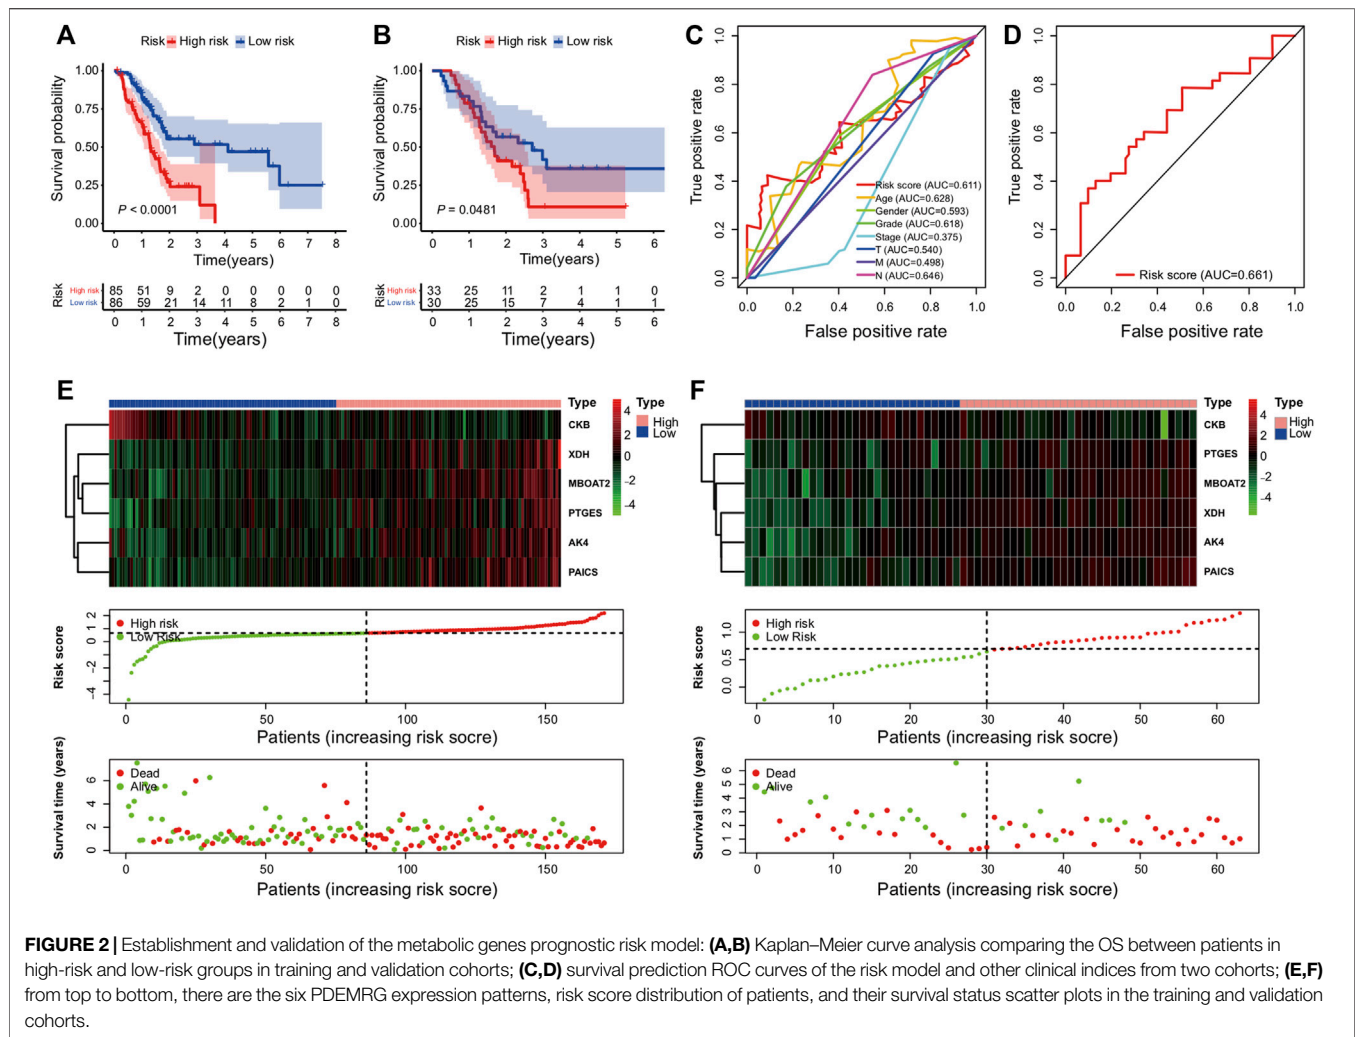 A
Risk High risk Low risk
Survival probability
1.00
0.75
0.50
0.25
0.00
P < 0.0001
0 1 2 3 4 5 6 7 8
Time(years)
Risk
High risk 85 51 9 2 0 0 0 0 0
Low risk 86 59 21 14 11 8 2 1 0
0 1 2 3 4 5 6 7 8
Time(years)
B
Risk High risk Low risk
Survival probability
1.00
0.75
0.50
0.25
0.00
P = 0.0481
0 1 2 3 4 5 6
Time(years)
Risk
High risk 33 25 11 2 1 1 0
Low risk 30 25 15 7 4 1 1
0 1 2 3 4 5 6
Time(years)
C
True positive rate
1.0
0.8
0.6
0.4
0.2
0.0
Risk score (AUC=0.611)
Age (AUC=0.628)
Gender (AUC=0.593)
Grade (AUC=0.618)
Stage (AUC=0.375)
T (AUC=0.540)
M (AUC=0.498)
N (AUC=0.646)
0.0 0.2 0.4 0.6 0.8 1.0
False positive rate
D
True positive rate
1.0
0.8
0.6
0.4
0.2
0.0
Risk score (AUC=0.661)
0.0 0.2 0.4 0.6 0.8 1.0
False positive rate
E
CKB
XDH
MBOAT2
PTGES
AK4
PAICS
Type
4
2
0
−2
−4
Type
High
Low
Risk score
2
1
0
−2
−4
High risk
Low Risk
0 50 100 150
Patients (increasing risk socre)
Survival time (years)
6
4
2
0
Dead
Alive
0 50 100 150
Patients (increasing risk socre)
F
CKB
PTGES
MBOAT2
XDH
AK4
PAICS
Type
4
2
0
−2
−4
Type
High
Low
Risk score
1.0
0.5
0.0
High risk
Low Risk
0 10 20 30 40 50 60
Patients (increasing risk socre)
Survival time (years)
6
5
4
3
2
1
0
Dead
Alive
0 10 20 30 40 50 60
Patients (increasing risk socre)
FIGURE 2 | Establishment and validation of the metabolic genes prognostic risk model: (A,B) Kaplan–Meier curve analysis comparing the OS between patients in
high-risk and low-risk groups in training and validation cohorts; (C,D) survival prediction ROC curves of the risk model and other clinical indices from two cohorts; (E,F)
from top to bottom, there are the six PDEMRG expression patterns, risk score distribution of patients, and their survival status scatter plots in the training and validation
cohorts.